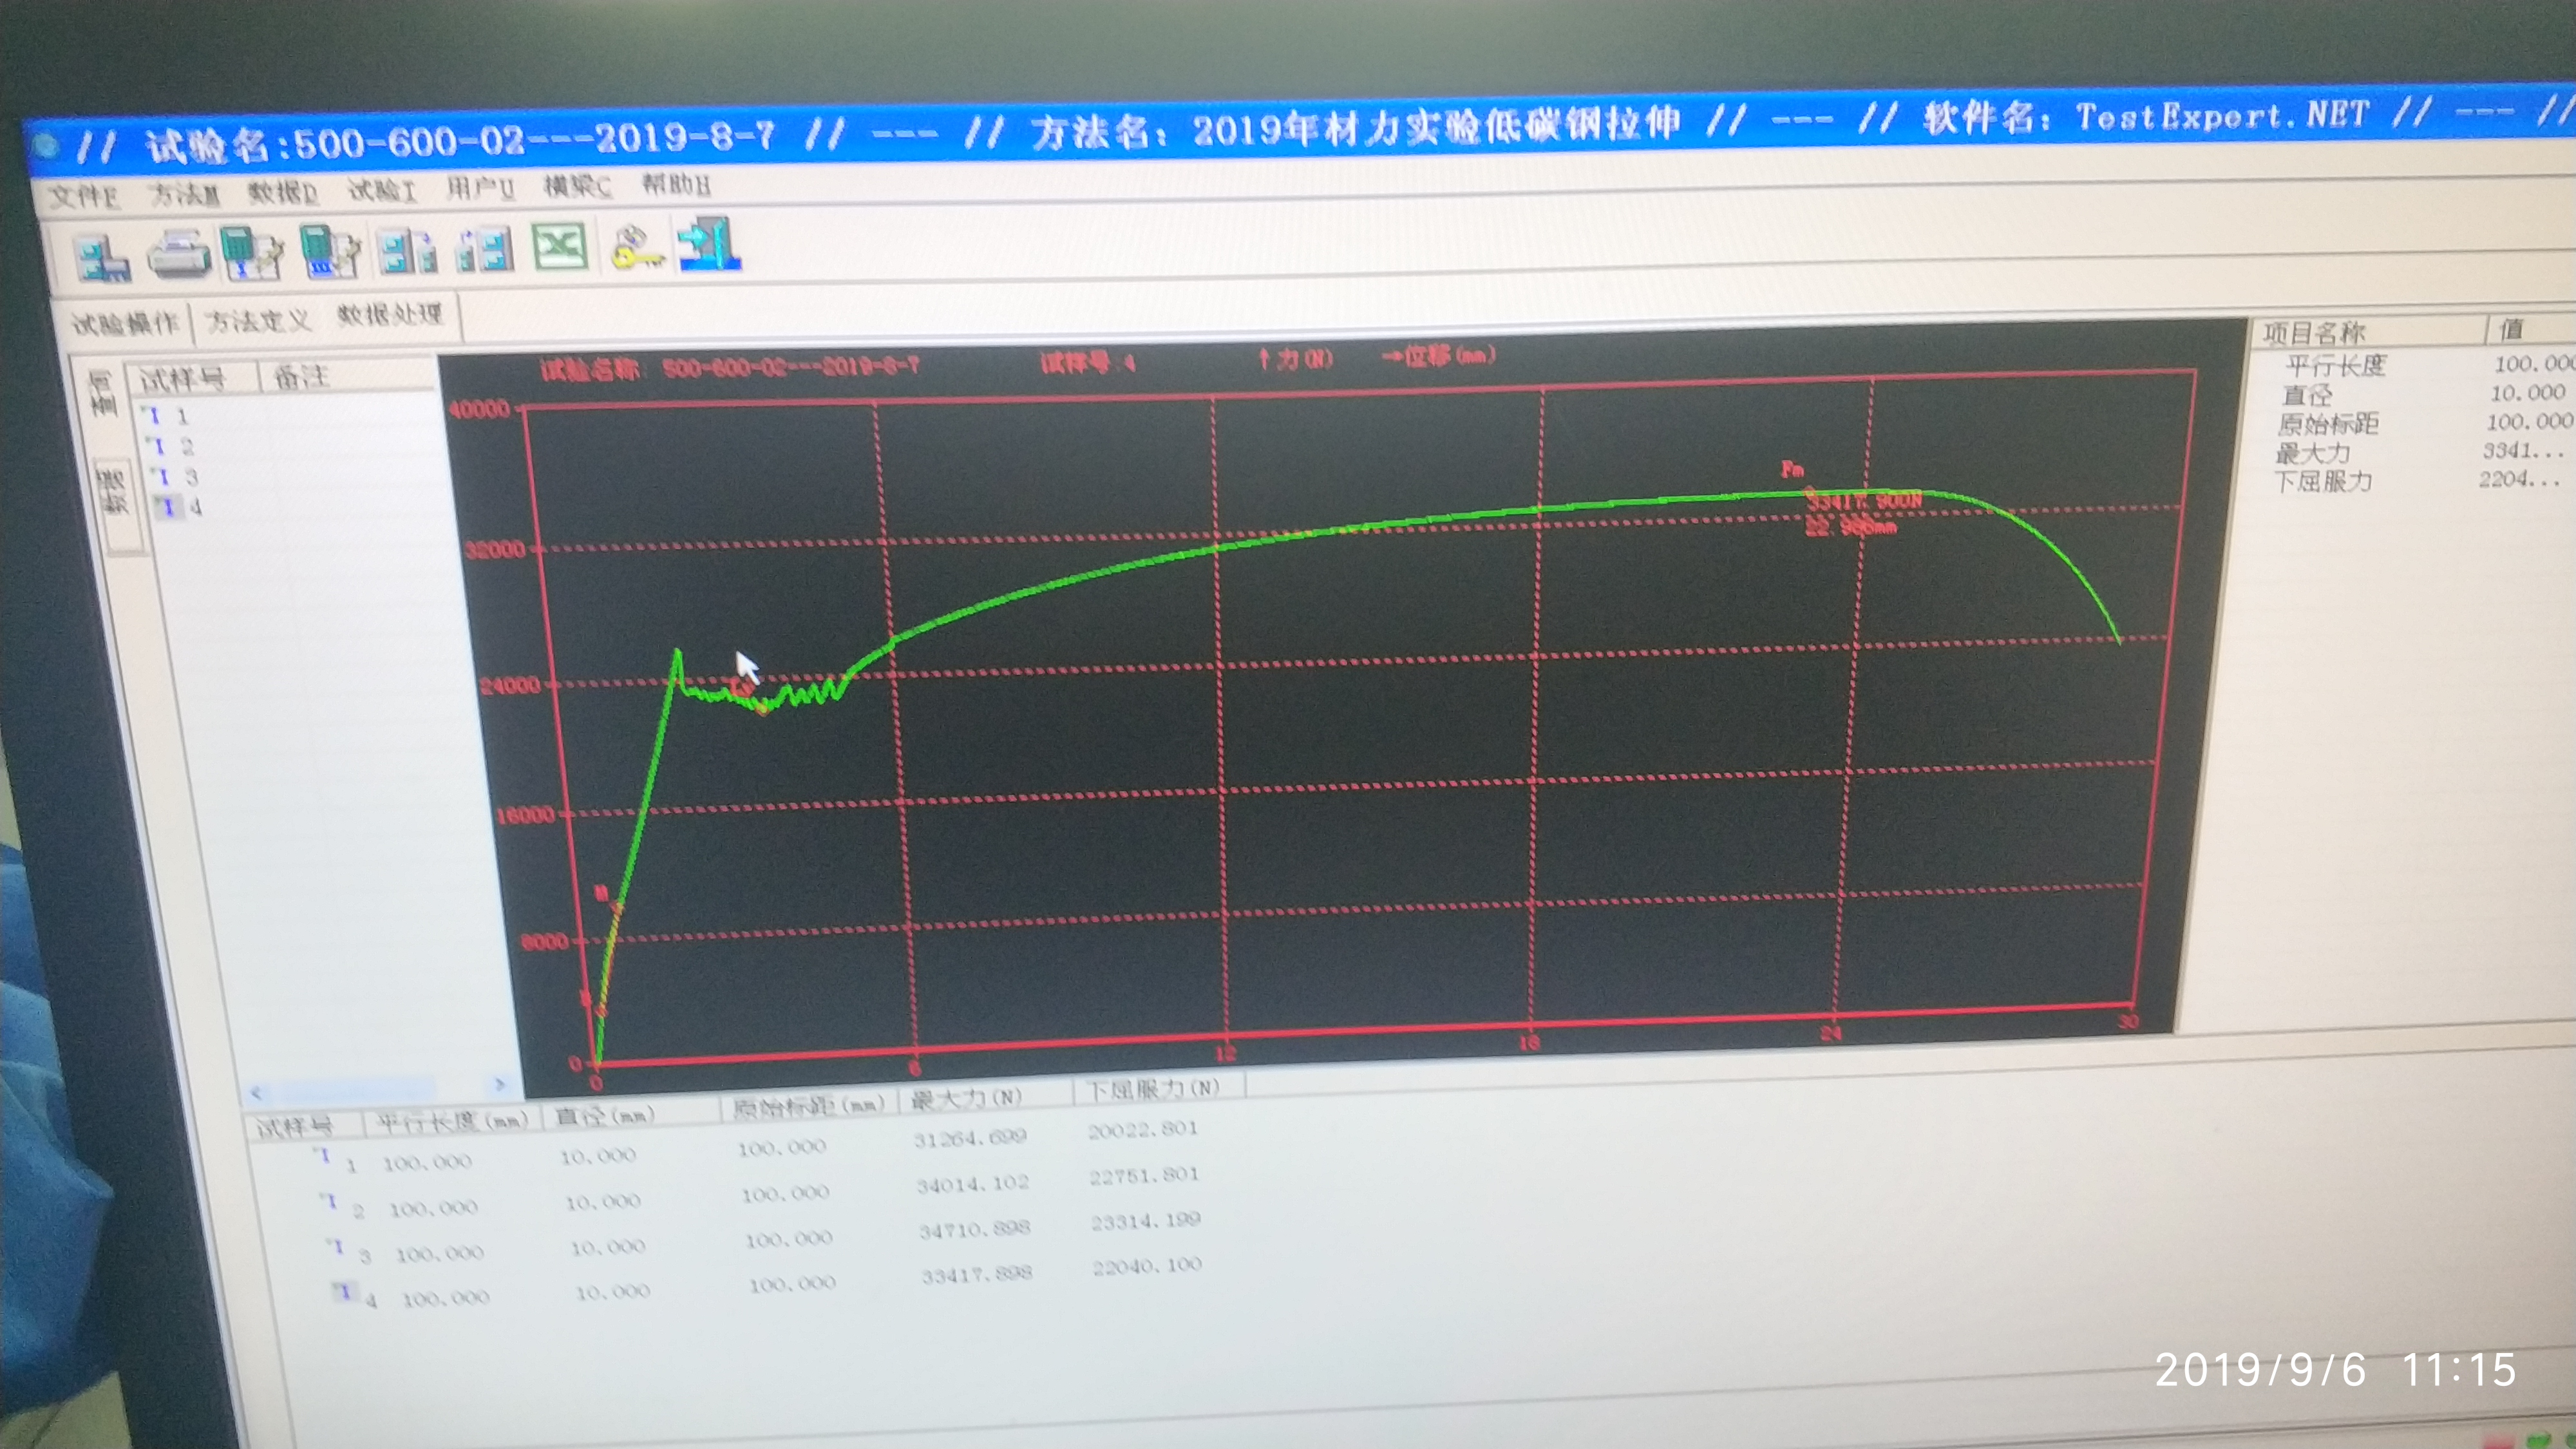 // 试验名:500-600-02---2019-8-7 // --- // 方法名: 2019年材力实验低碳钢拉伸 // --- // 软件名: TestExpert.NET // --- //
文件F 方法M 数据D 试验T 用户U 横梁C 帮助H
试验操作 方法定义 数据处理
试样号 备注
1
2
3
4
试验名称: 500-600-02---2019-8-7 试样号:4 ↑力(N) →位移(mm)
40000
32000
24000
16000
8000
0
0 6 12 18 24 30
Fm
33417.900N
项目名称 值
平行长度 100.000
直径 10.000
原始标距 100.000
最大力 3341...
下屈服力 2204...
试样号 平行长度(mm) 直径(mm) 原始标距(mm) 最大力(N) 下屈服力(N)
1 100.000 10.000 100.000 31264.699 20022.801
2 100.000 10.000 100.000 34014.102 22751.801
3 100.000 10.000 100.000 34710.898 23314.199
4 100.000 10.000 100.000 33417.898 22040.100
2019/9/6 11:15